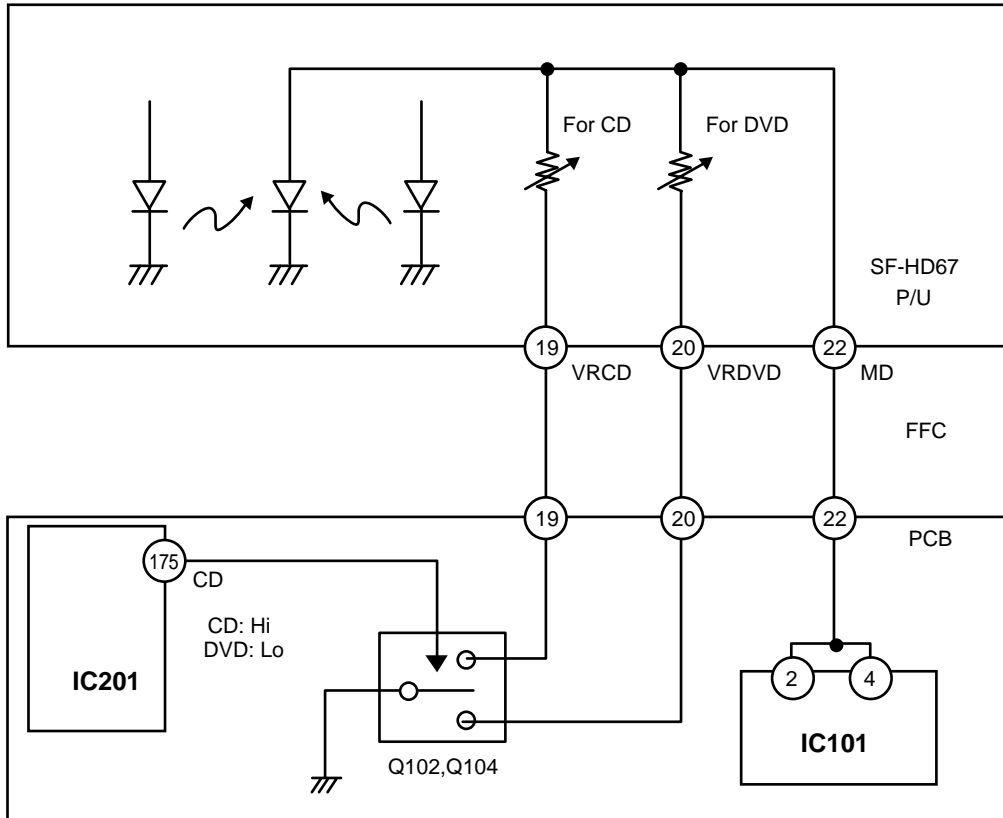 For CD
For DVD
SF-HD67
P/U
19
20
22
VRCD
VRDVD
MD
FFC
19
20
22
PCB
175
CD
CD: Hi
DVD: Lo
IC201
2
4
IC101
Q102,Q104